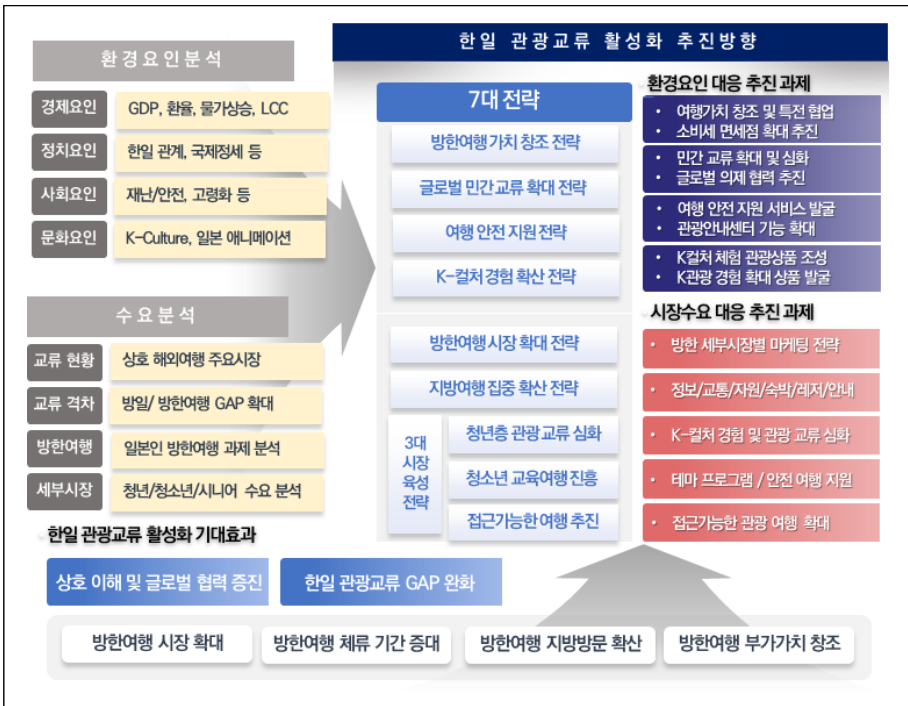 환경요인분석
경제요인
GDP, 환율, 물가상승, LCC
정치요인
한일 관계, 국제정세 등
사회요인
재난/안전, 고령화 등
문화요인
K-Culture, 일본 애니메이션
수요분석
교류 현황
상호 해외여행 주요시장
교류 격차
방일/ 방한여행 GAP 확대
방한여행
일본인 방한여행 과제 분석
세부시장
청년/청소년/시니어 수요 분석
한일 관광교류 활성화 추진방향
7대 전략
방한여행 가치 창조 전략
글로벌 민간 교류 확대 전략
여행 안전 지원 전략
K-컬처 경험 확산 전략
방한여행 시장 확대 전략
지방여행 집중 확산 전략
3대
시장
육성
전략
청년층 관광 교류 심화
청소년 교육여행 진흥
접근가능한 여행 추진
환경요인 대응 추진 과제
• 여행가치 창조 및 특전 협업
• 소비세 면세점 확대 추진
• 민간 교류 확대 및 심화
• 글로벌 의제 협력 추진
• 여행 안전 지원 서비스 발굴
• 관광안내센터 기능 확대
• K컬처 체험 관광상품 조성
• K관광 경험 확대 상품 발굴
시장수요 대응 추진 과제
• 방한 세부시장별 마케팅 전략
• 정보/교통/자원/숙박/레저/안내
• K-컬처 경험 및 관광 교류 심화
• 테마 프로그램 / 안전 여행 지원
• 접근가능한 관광 여행 확대
한일 관광교류 활성화 기대효과
상호 이해 및 글로벌 협력 증진
한일 관광교류 GAP 완화
방한여행 시장 확대
방한여행 체류 기간 증대
방한여행 지방방문 확산
방한여행 부가가치 창조